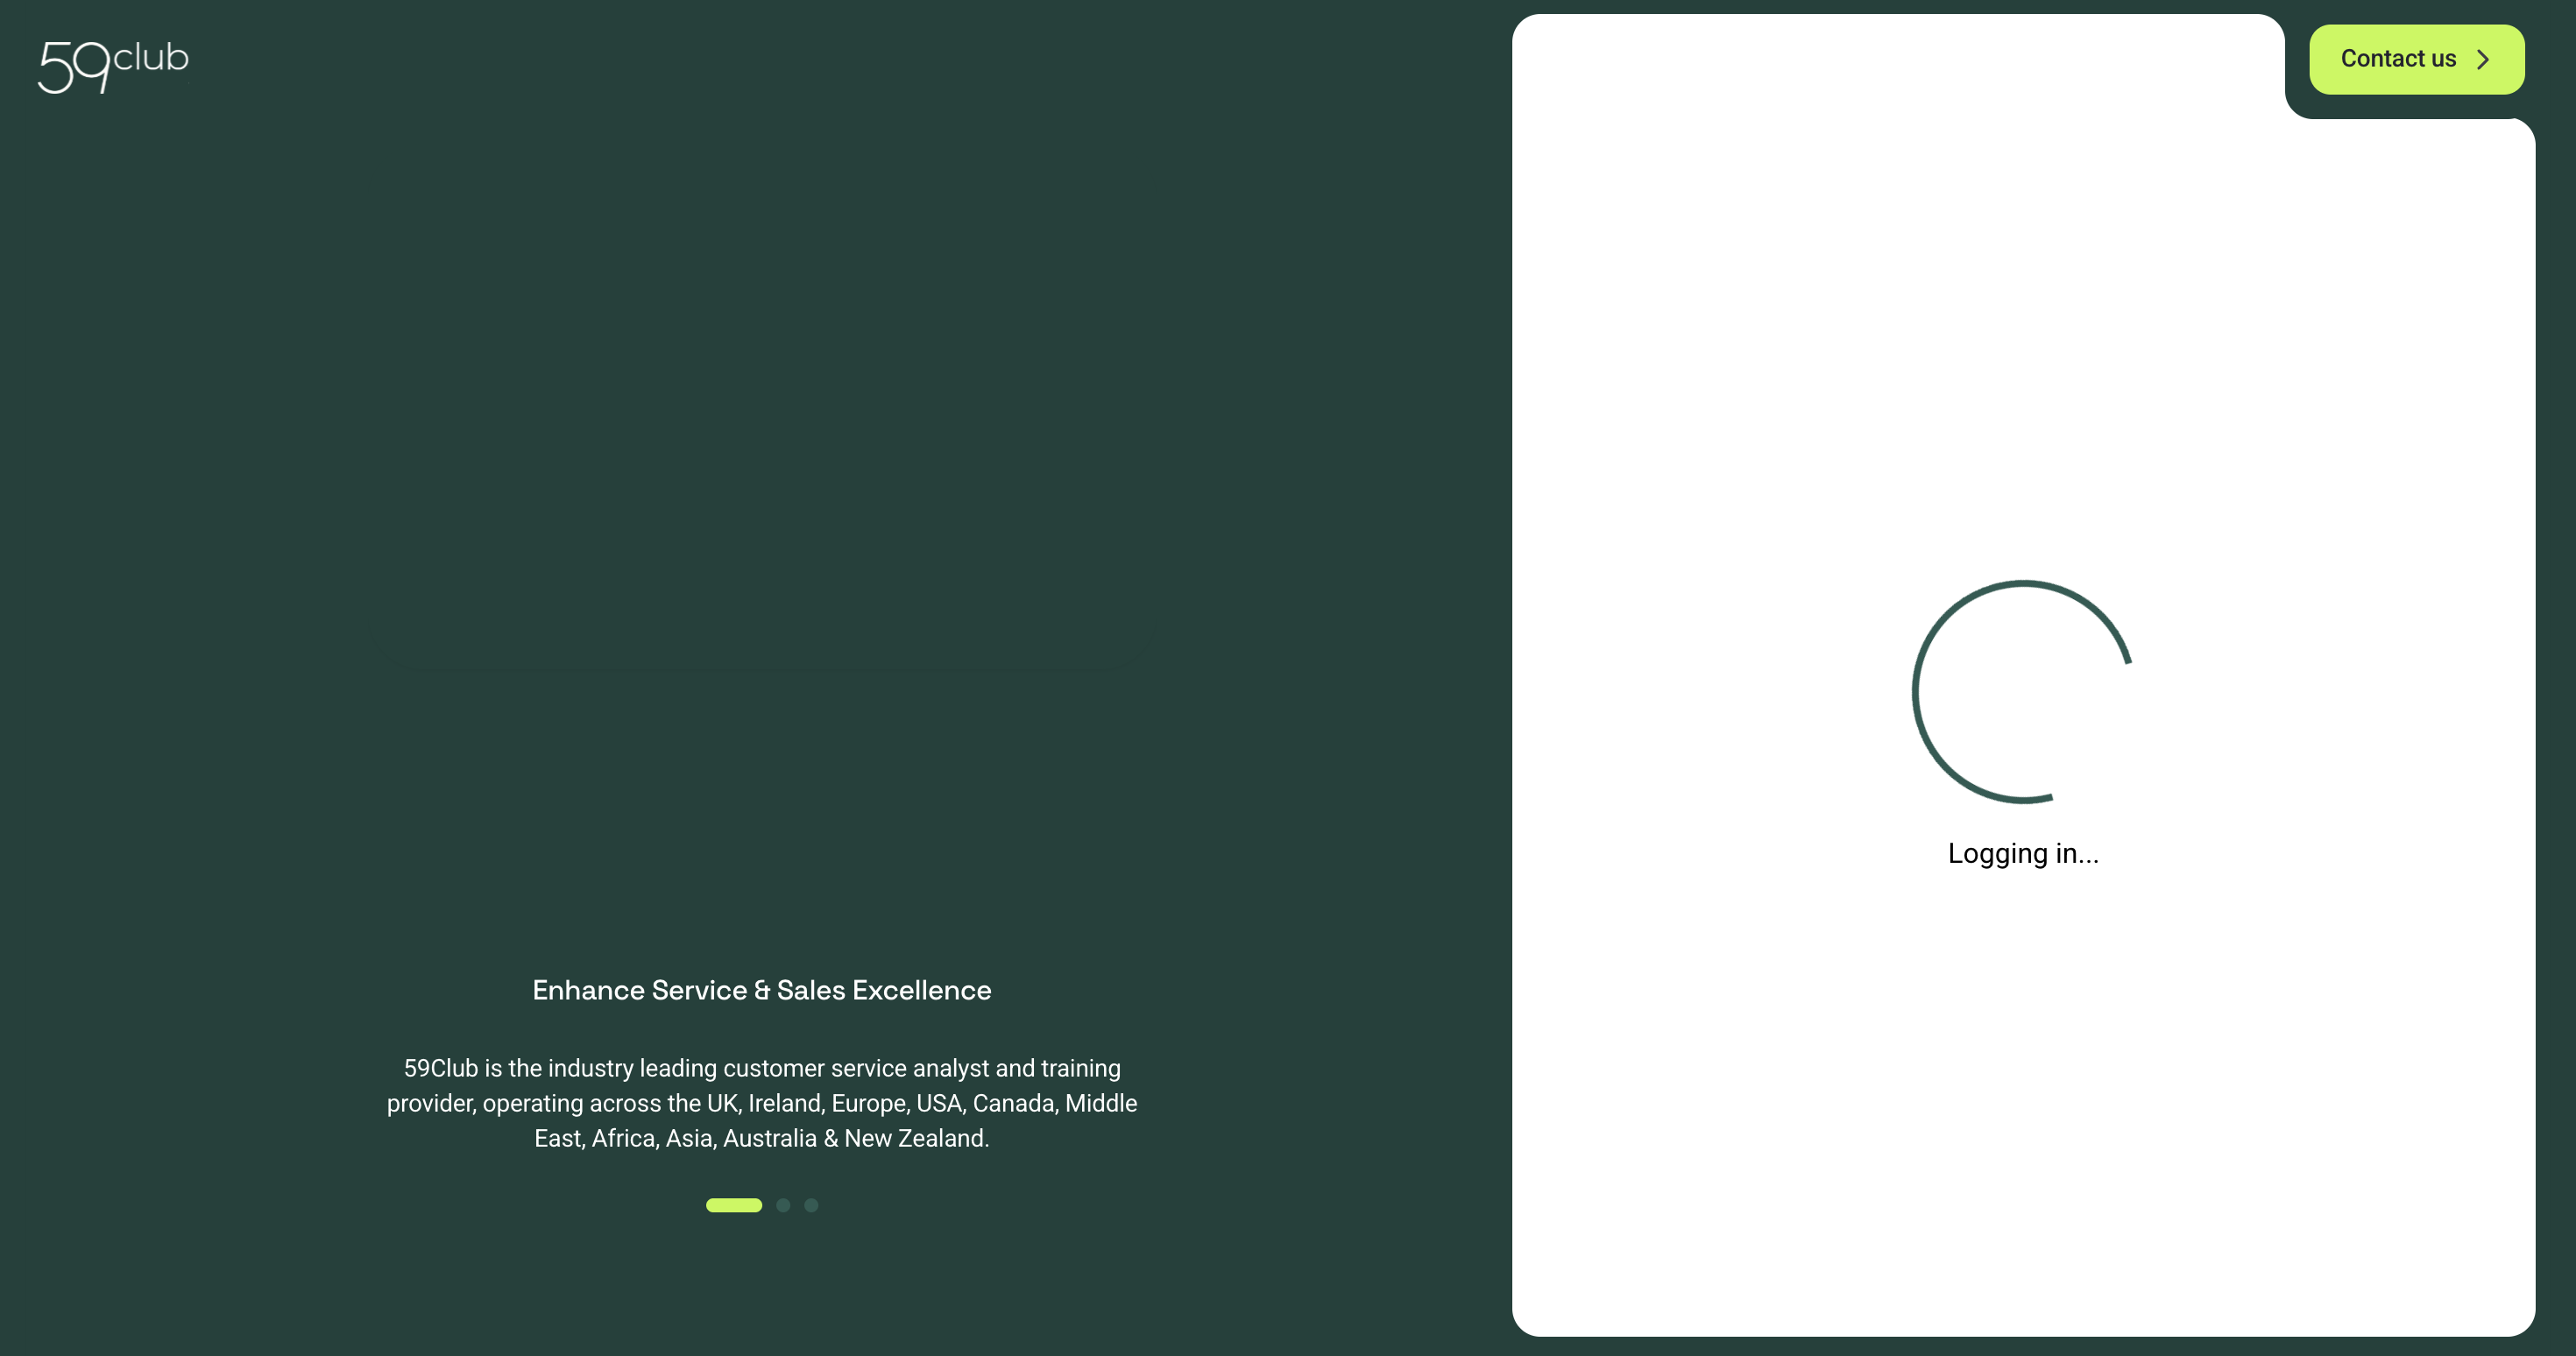 59club
Contact us
Logging in...
Enhance Service & Sales Excellence
59Club is the industry leading customer service analyst and training
provider, operating across the UK, Ireland, Europe, USA, Canada, Middle
East, Africa, Asia, Australia & New Zealand.